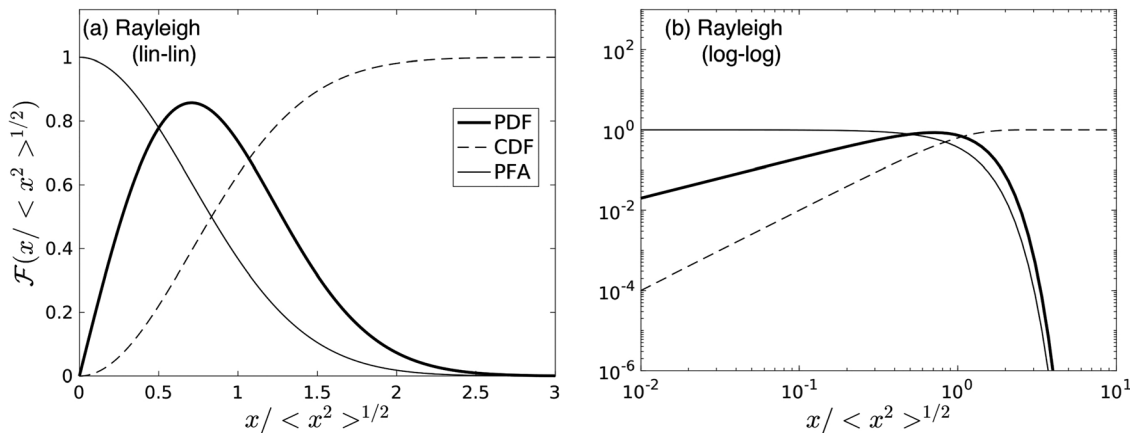 (a) Rayleigh
(lin-lin)
1
0.8
0.6
0.4
0.2
0
ℱ(x/ < x² >^{1/2})
PDF
CDF
PFA
0 0.5 1 1.5 2 2.5 3
x/ < x² >^{1/2}
(b) Rayleigh
(log-log)
10²
10⁰
10⁻²
10⁻⁴
10⁻⁶
10⁻² 10⁻¹ 10⁰ 10¹
x/ < x² >^{1/2}